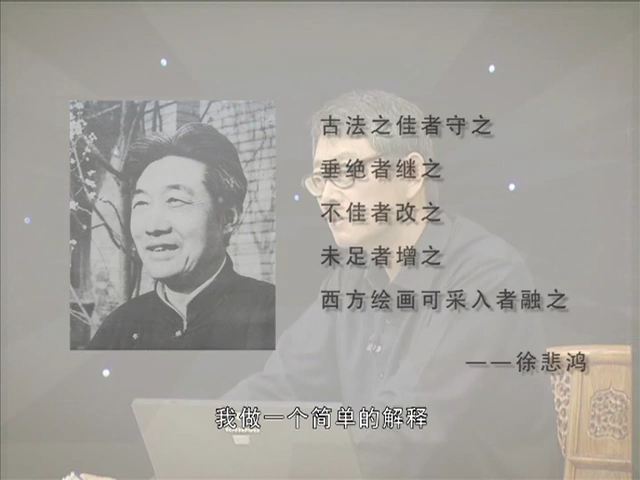 古法之佳者守之
垂绝者继之
不佳者改之
未足者增之
西方绘画可采入者融之
——徐悲鸿
我做一个简单的解释